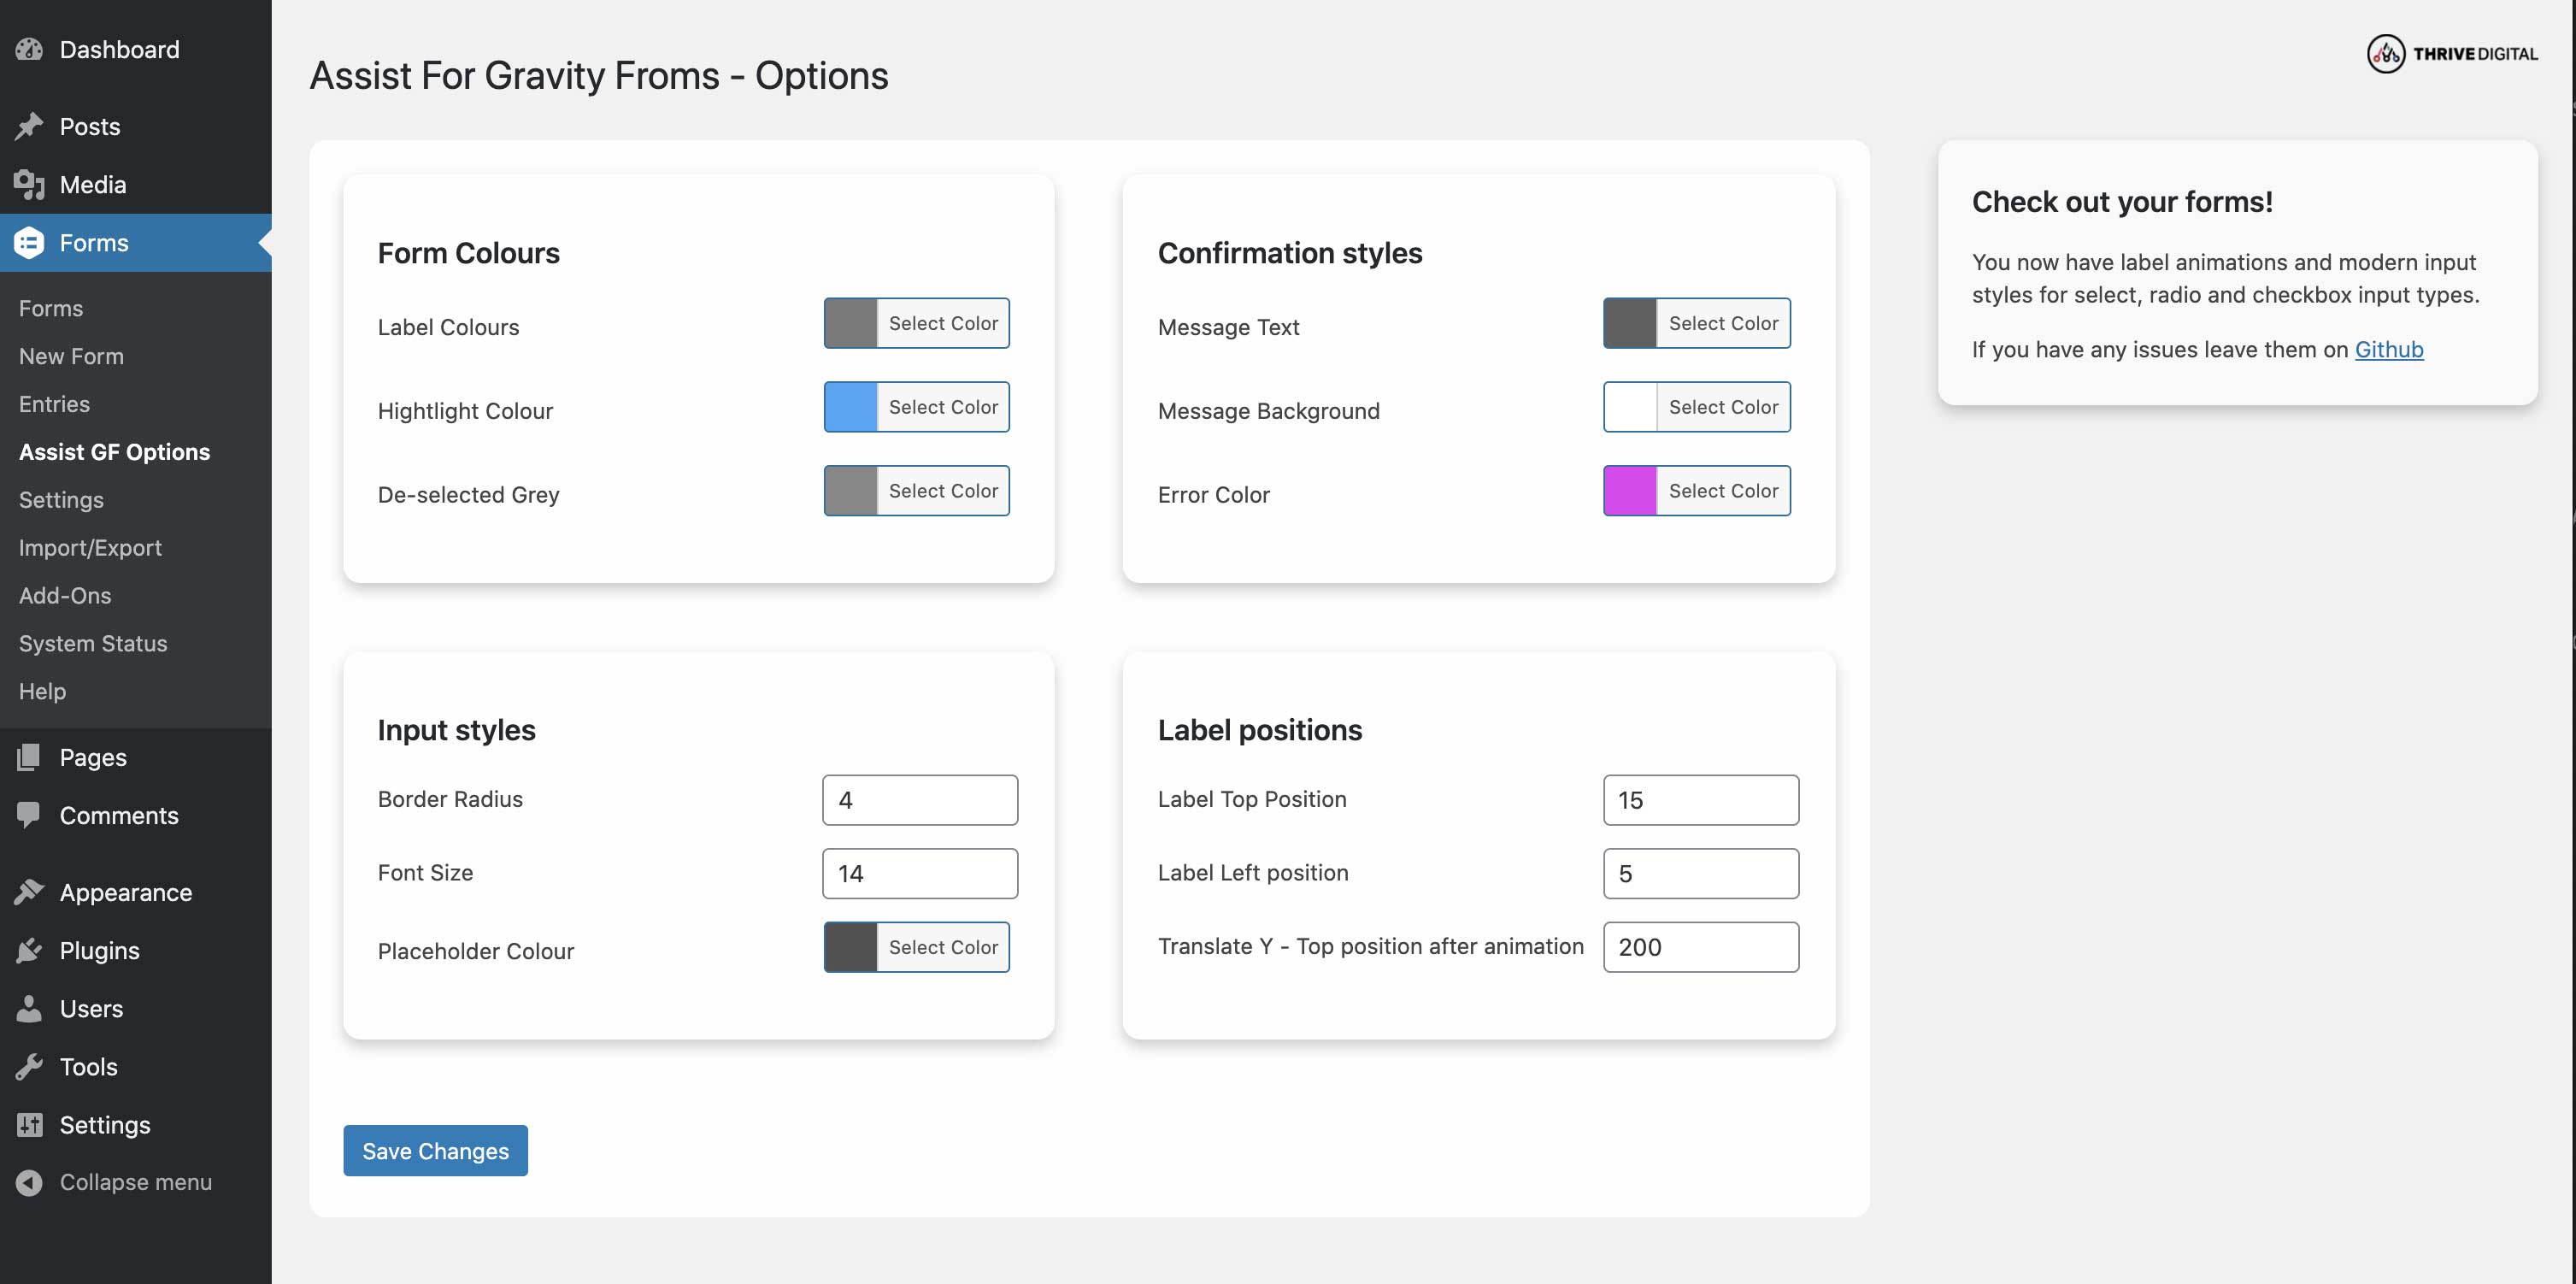 Dashboard
Posts
Media
Forms
Forms
New Form
Entries
Assist GF Options
Settings
Import/Export
Add-Ons
System Status
Help
Pages
Comments
Appearance
Plugins
Users
Tools
Settings
Collapse menu
Assist For Gravity Froms - Options
THRIVE DIGITAL
Form Colours
Label Colours Select Color
Hightlight Colour Select Color
De-selected Grey Select Color
Confirmation styles
Message Text Select Color
Message Background Select Color
Error Color Select Color
Input styles
Border Radius 4
Font Size 14
Placeholder Colour Select Color
Label positions
Label Top Position 15
Label Left position 5
Translate Y - Top position after animation 200
Save Changes
Check out your forms!
You now have label animations and modern input
styles for select, radio and checkbox input types.
If you have any issues leave them on Github